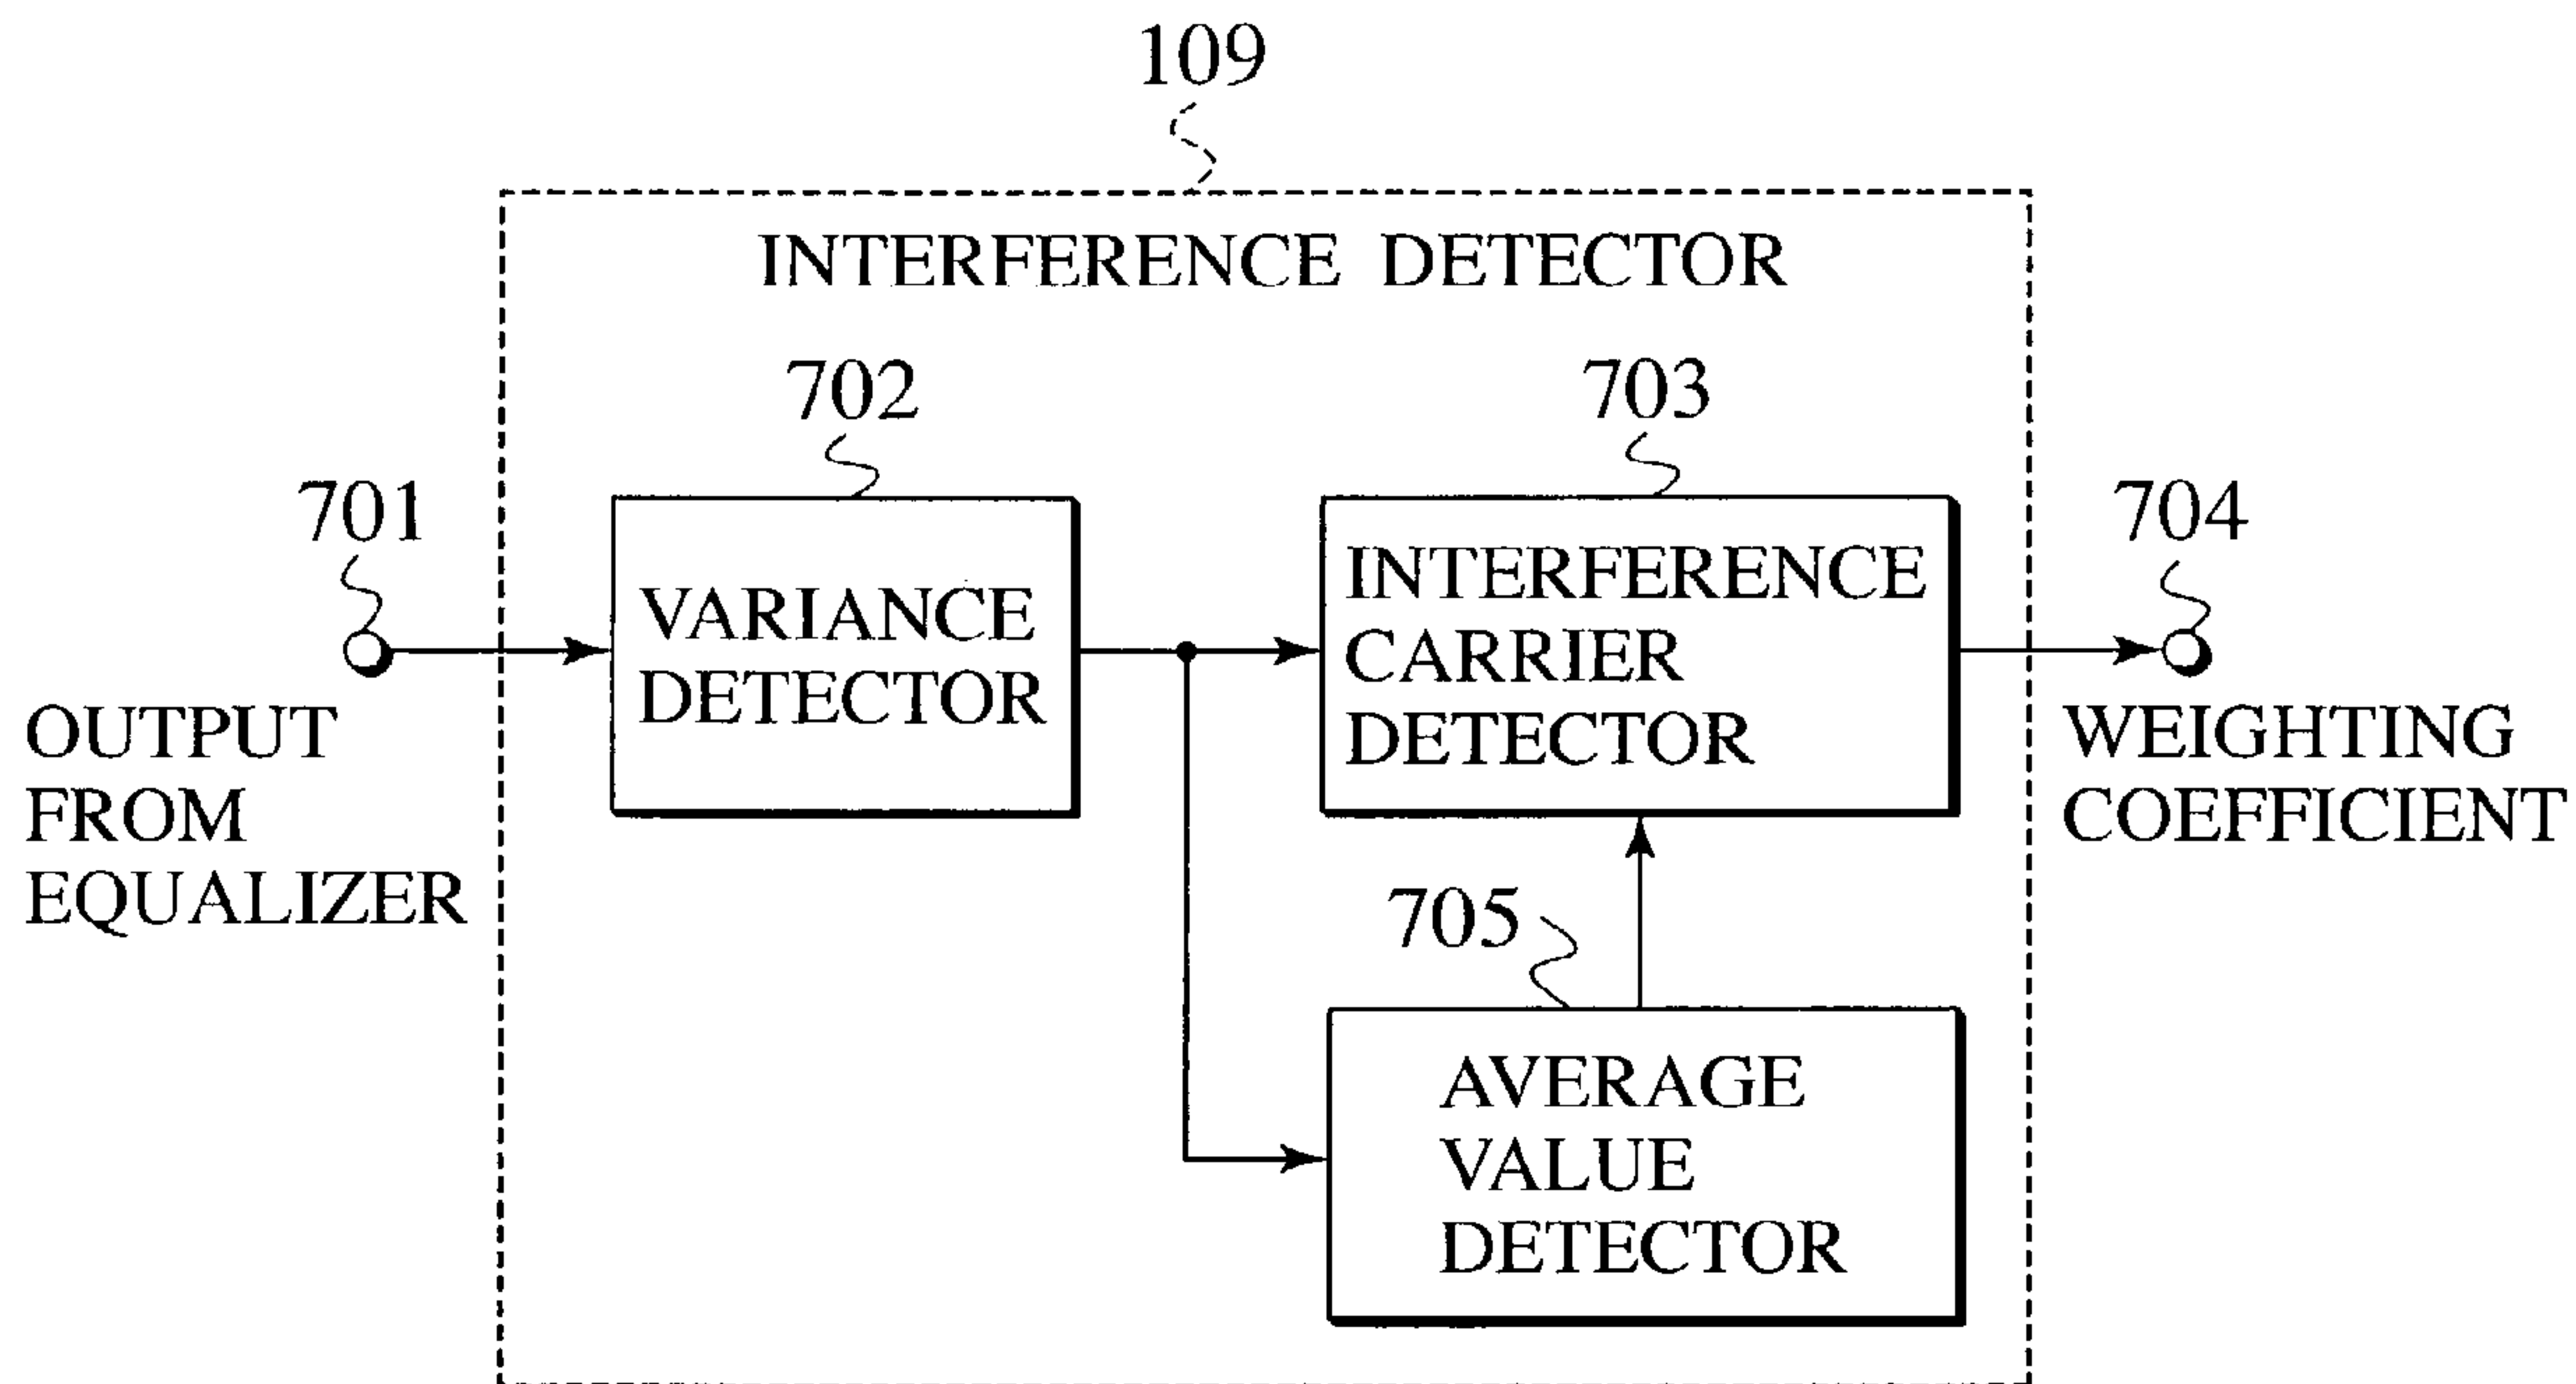 109
INTERFERENCE DETECTOR
702
703
701
704
VARIANCE
DETECTOR
INTERFERENCE
CARRIER
DETECTOR
OUTPUT
FROM
EQUALIZER
WEIGHTING
COEFFICIENT
705
AVERAGE
VALUE
DETECTOR